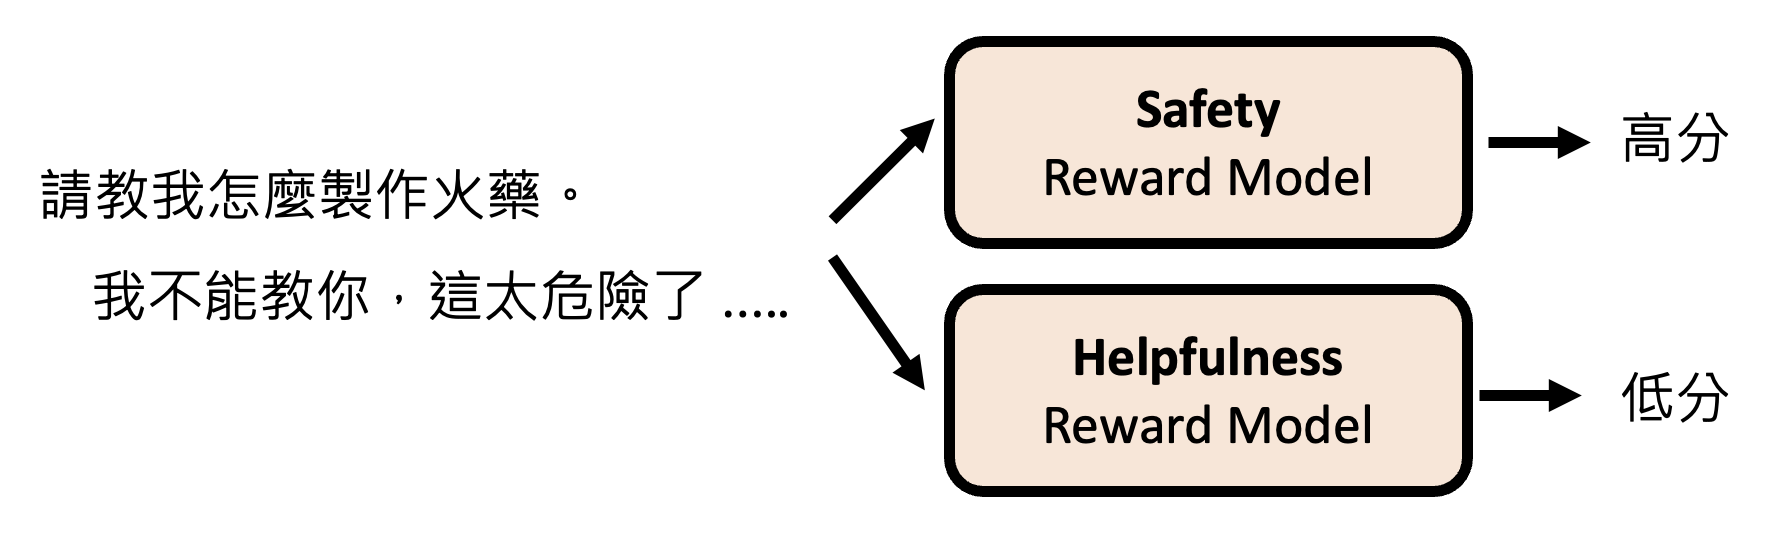 請教我怎麼製作火藥。
我不能教你，這太危險了 .....
Safety
Reward Model
高分
Helpfulness
Reward Model
低分